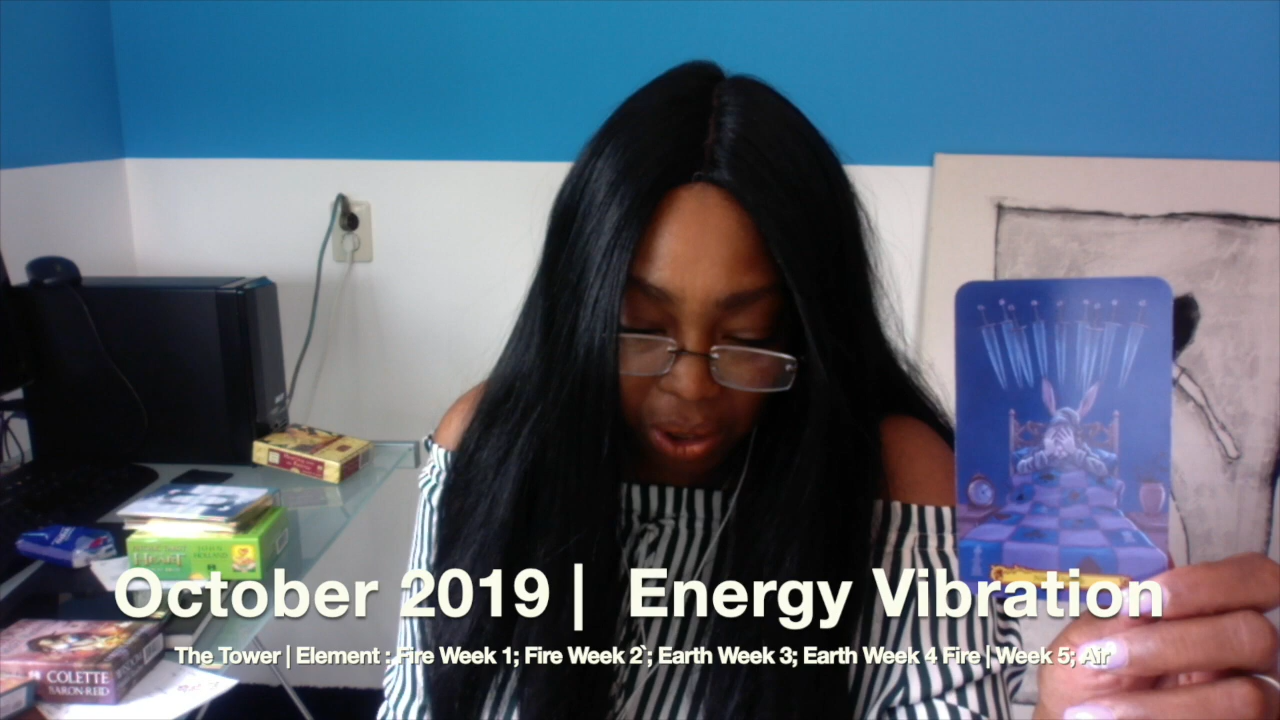 October 2019 | Energy Vibration
The Tower | Element : Fire Week 1; Fire Week 2`; Earth Week 3; Earth Week 4 Fire | Week 5; Air
HEART
COLETTE
BARON-REID